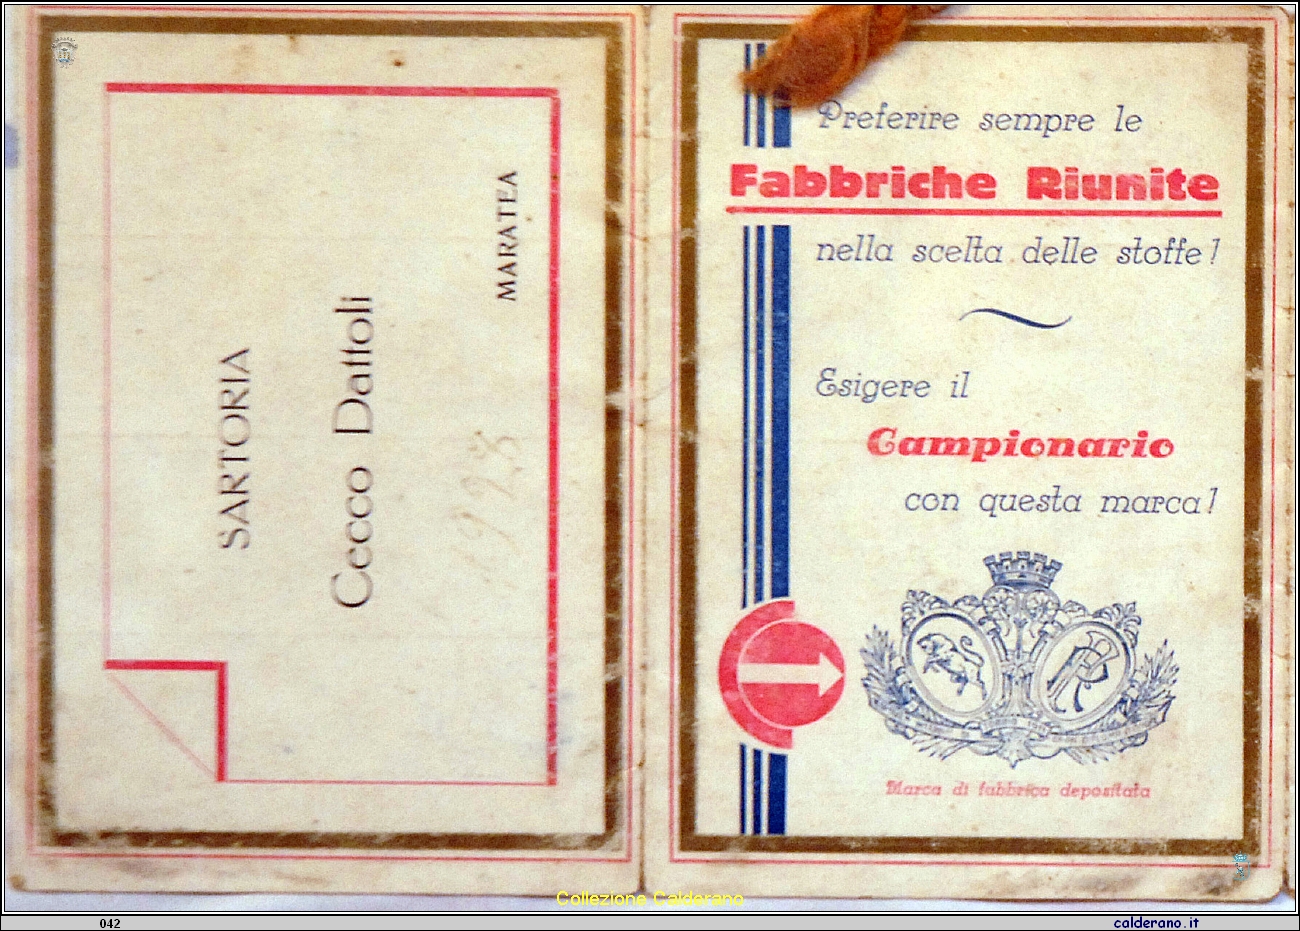 SARTORIA
Cecco Dattoli
MARATEA
Preferire sempre le
Fabbriche Riunite
nella scelta delle stoffe!
Esigere il
Campionario
con questa marca!
Marca di fabbrica depositata
Collezione Calderano
042
calderano.it